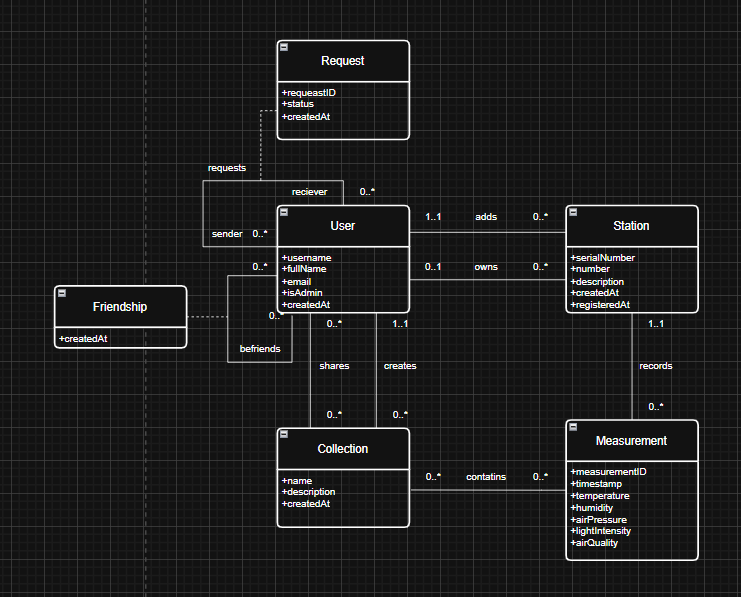 Request
+requeastID
+status
+createdAt
requests
reciever 0..*
sender 0..*
User
+username
+fullName
+email
+isAdmin
+createdAt
1..1 adds 0..*
0..1 owns 0..*
Station
+serialNumber
+number
+description
+createdAt
+registeredAt
Friendship
+createdAt
0..*
0..*
befriends
0..* 1..1
shares creates
0..* 0..*
1..1
records
0..*
Collection
+name
+description
+createdAt
0..* contatins 0..*
Measurement
+measurementID
+timestamp
+temperature
+humidity
+airPressure
+lightIntensity
+airQuality